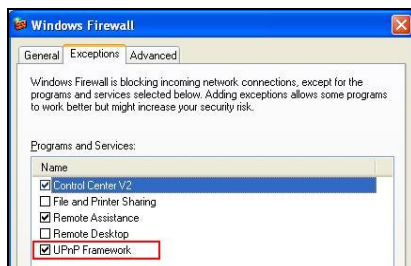 Windows Firewall
General Exceptions Advanced
Windows Firewall is blocking incoming network connections, except for the
programs and services selected below. Adding exceptions allows some programs
to work better but might increase your security risk.
Programs and Services:
Name
Control Center V2
File and Printer Sharing
Remote Assistance
Remote Desktop
UPnP Framework